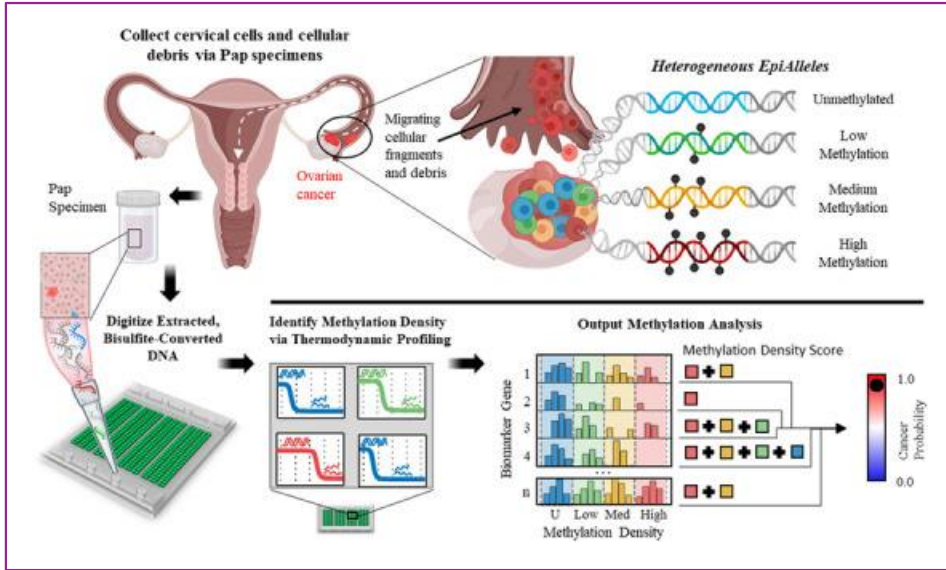 Collect cervical cells and cellular
debris via Pap specimens
Heterogeneous EpiAlleles
Migrating
cellular
fragments
and debris
Ovarian
cancer
Unmethylated
Low
Methylation
Medium
Methylation
High
Methylation
Pap
Specimen
Digitize Extracted,
Bisulfite-Converted
DNA
Identify Methylation Density
via Thermodynamic Profiling
Output Methylation Analysis
Methylation Density Score
Biomarker Gene
1
2
3
4
...
n
U Low Med High
Methylation Density
1.0
Cancer
Probability
0.0